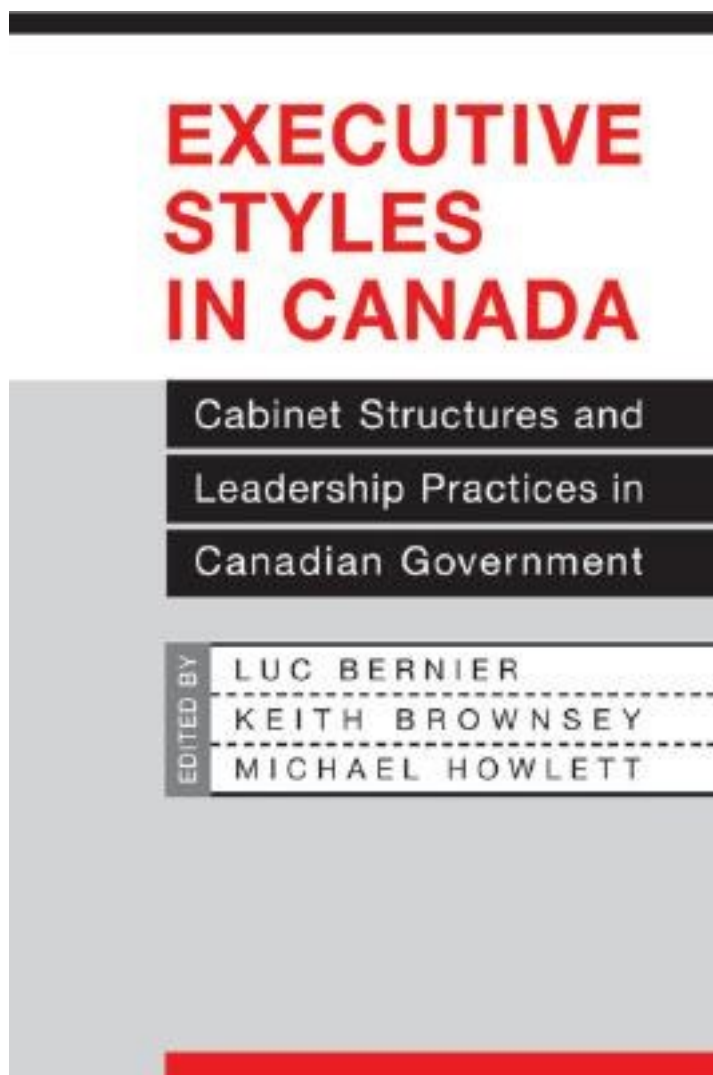 EXECUTIVE
STYLES
IN CANADA
Cabinet Structures and
Leadership Practices in
Canadian Government
EDITED BY
LUC BERNIER
KEITH BROWNSEY
MICHAEL HOWLETT